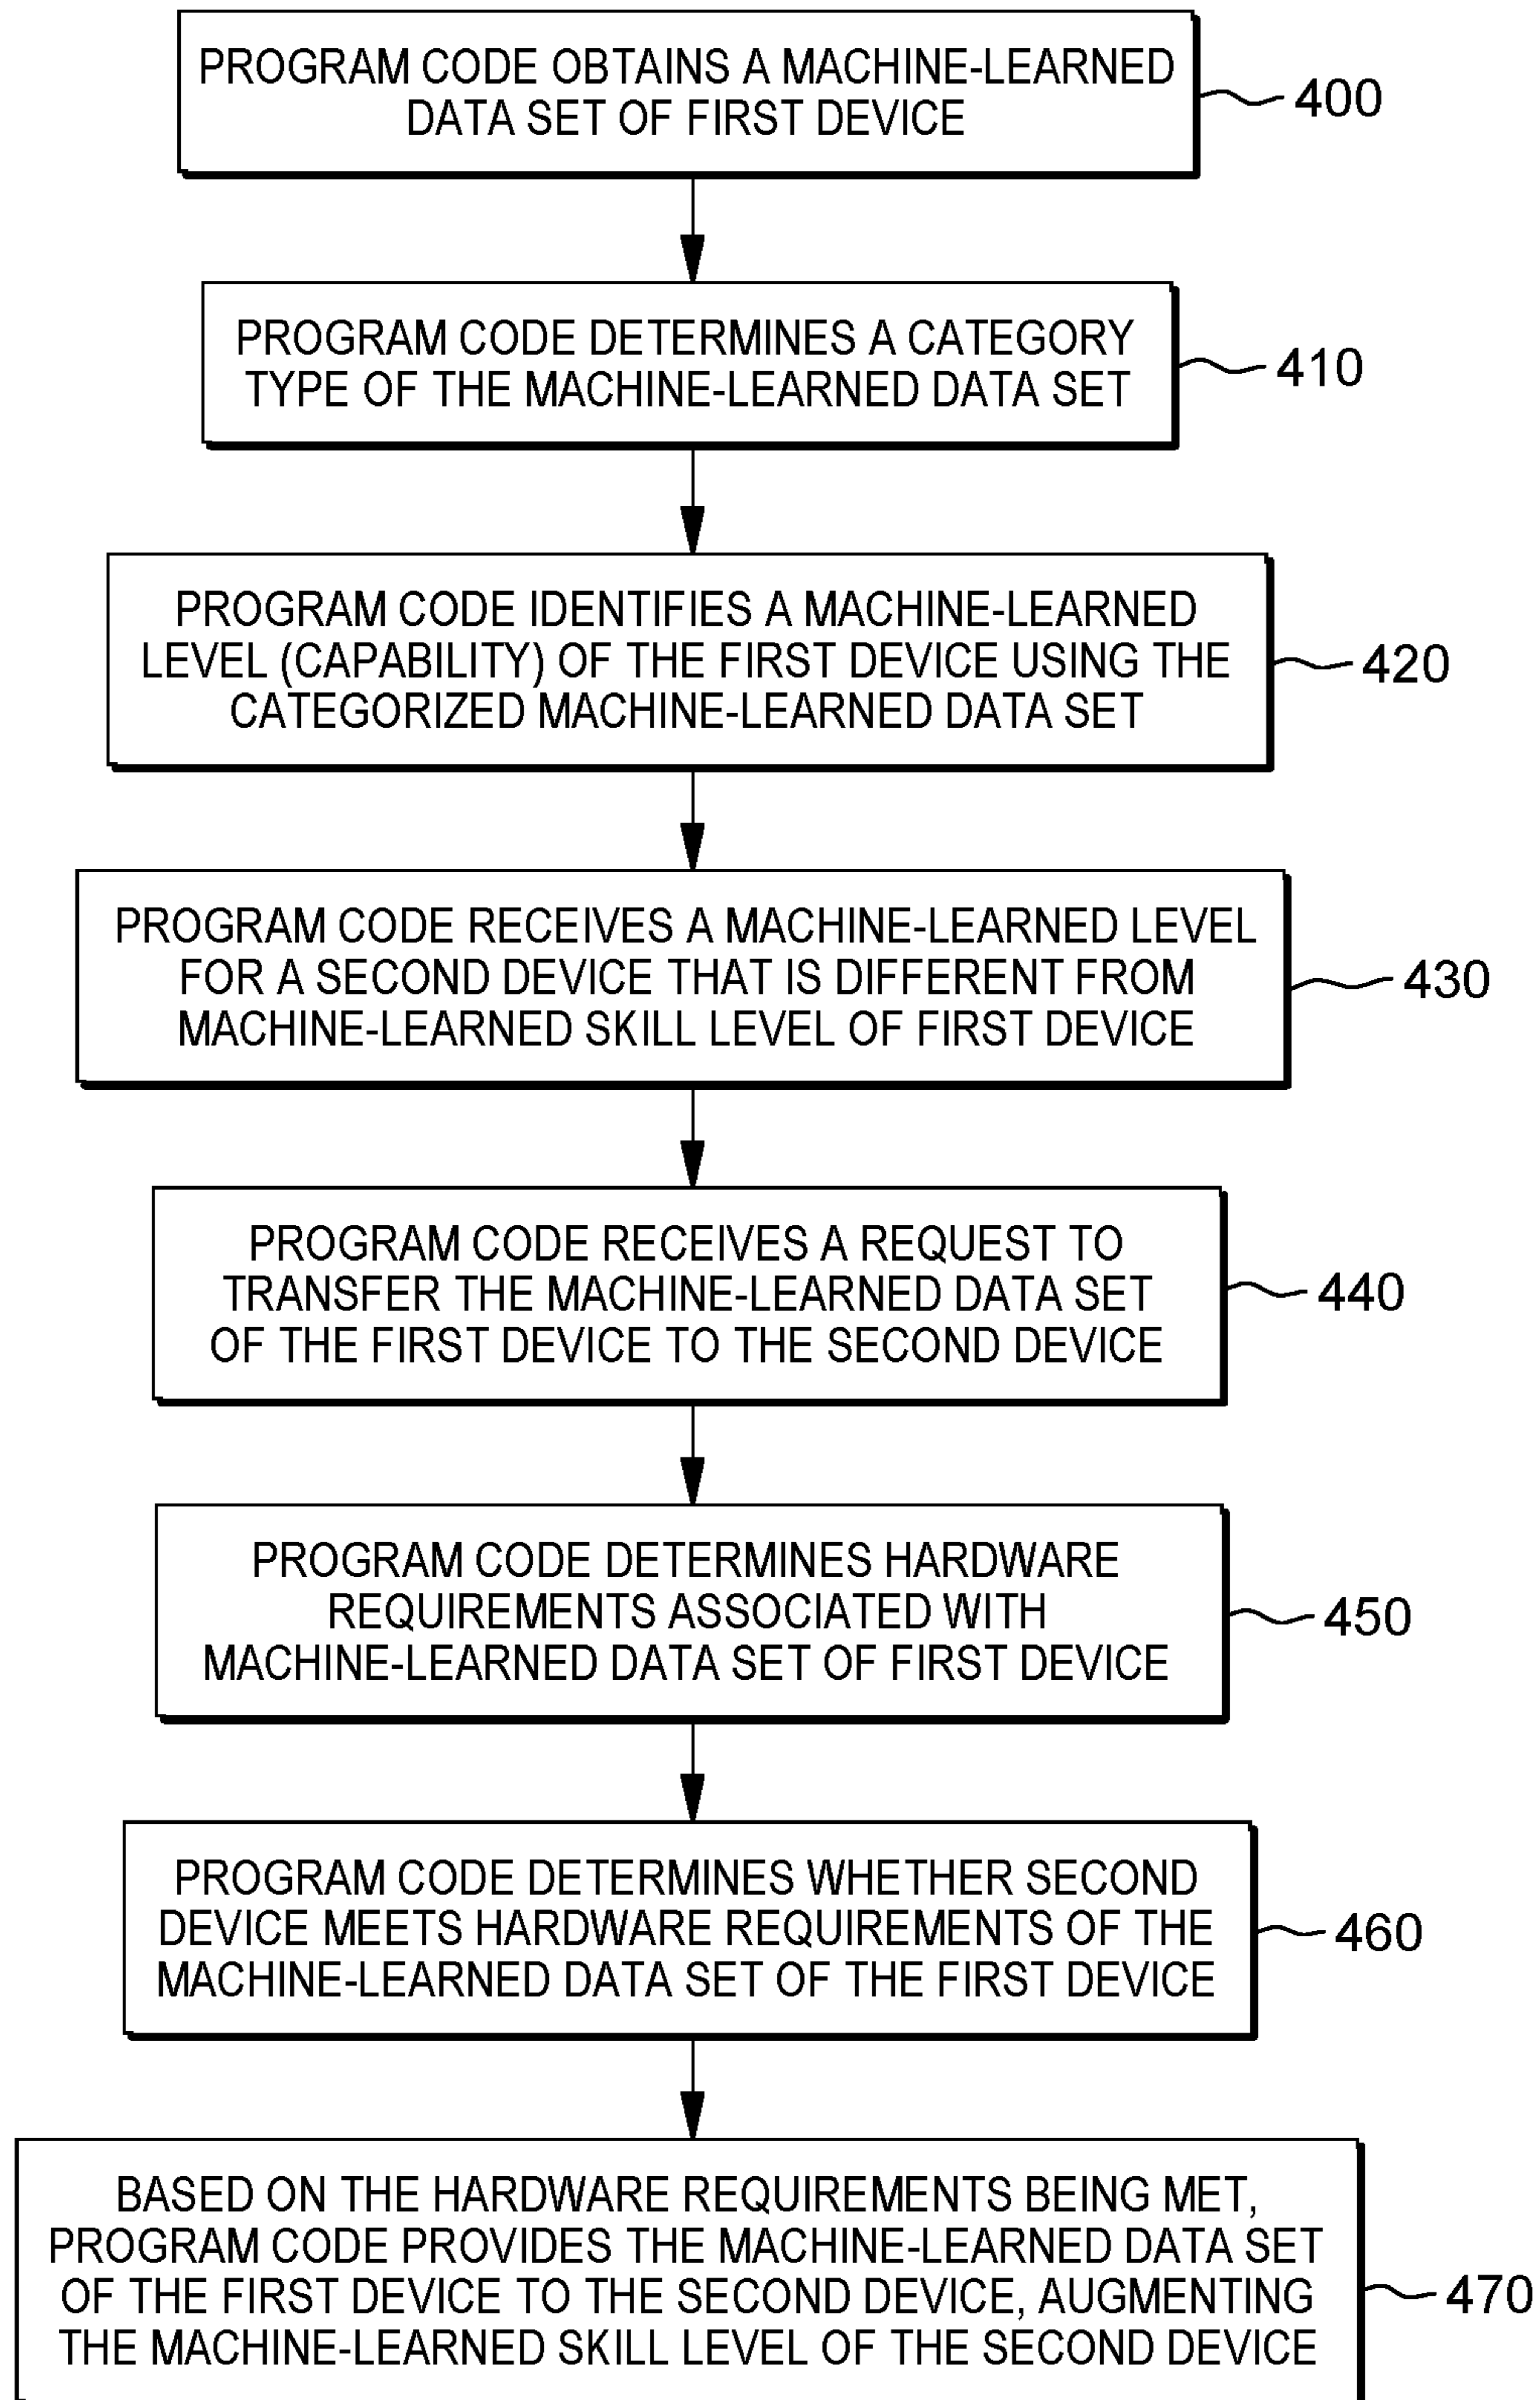 PROGRAM CODE OBTAINS A MACHINE-LEARNED
DATA SET OF FIRST DEVICE
400
PROGRAM CODE DETERMINES A CATEGORY
TYPE OF THE MACHINE-LEARNED DATA SET
410
PROGRAM CODE IDENTIFIES A MACHINE-LEARNED
LEVEL (CAPABILITY) OF THE FIRST DEVICE USING THE
CATEGORIZED MACHINE-LEARNED DATA SET
420
PROGRAM CODE RECEIVES A MACHINE-LEARNED LEVEL
FOR A SECOND DEVICE THAT IS DIFFERENT FROM
MACHINE-LEARNED SKILL LEVEL OF FIRST DEVICE
430
PROGRAM CODE RECEIVES A REQUEST TO
TRANSFER THE MACHINE-LEARNED DATA SET
OF THE FIRST DEVICE TO THE SECOND DEVICE
440
PROGRAM CODE DETERMINES HARDWARE
REQUIREMENTS ASSOCIATED WITH
MACHINE-LEARNED DATA SET OF FIRST DEVICE
450
PROGRAM CODE DETERMINES WHETHER SECOND
DEVICE MEETS HARDWARE REQUIREMENTS OF THE
MACHINE-LEARNED DATA SET OF THE FIRST DEVICE
460
BASED ON THE HARDWARE REQUIREMENTS BEING MET,
PROGRAM CODE PROVIDES THE MACHINE-LEARNED DATA SET
OF THE FIRST DEVICE TO THE SECOND DEVICE, AUGMENTING
THE MACHINE-LEARNED SKILL LEVEL OF THE SECOND DEVICE
470